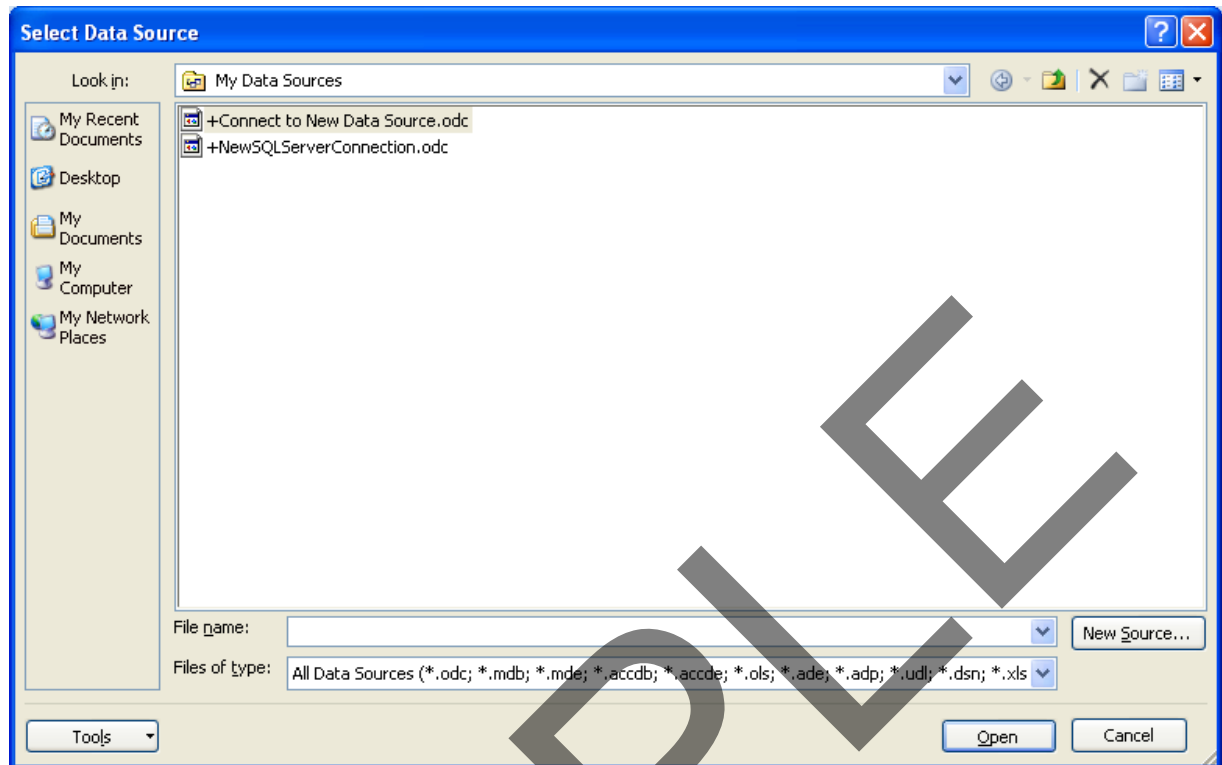 Select Data Source
Look in:
My Data Sources
My Recent
Documents
Desktop
My
Documents
My
Computer
My Network
Places
+Connect to New Data Source.odc
+NewSQLServerConnection.odc
File name:
New Source...
Files of type:
All Data Sources (*.odc; *.mdb; *.mde; *.accdb; *.accde; *.ols; *.ade; *.adp; *.udl; *.dsn; *.xls
Tools
Open
Cancel
PLE